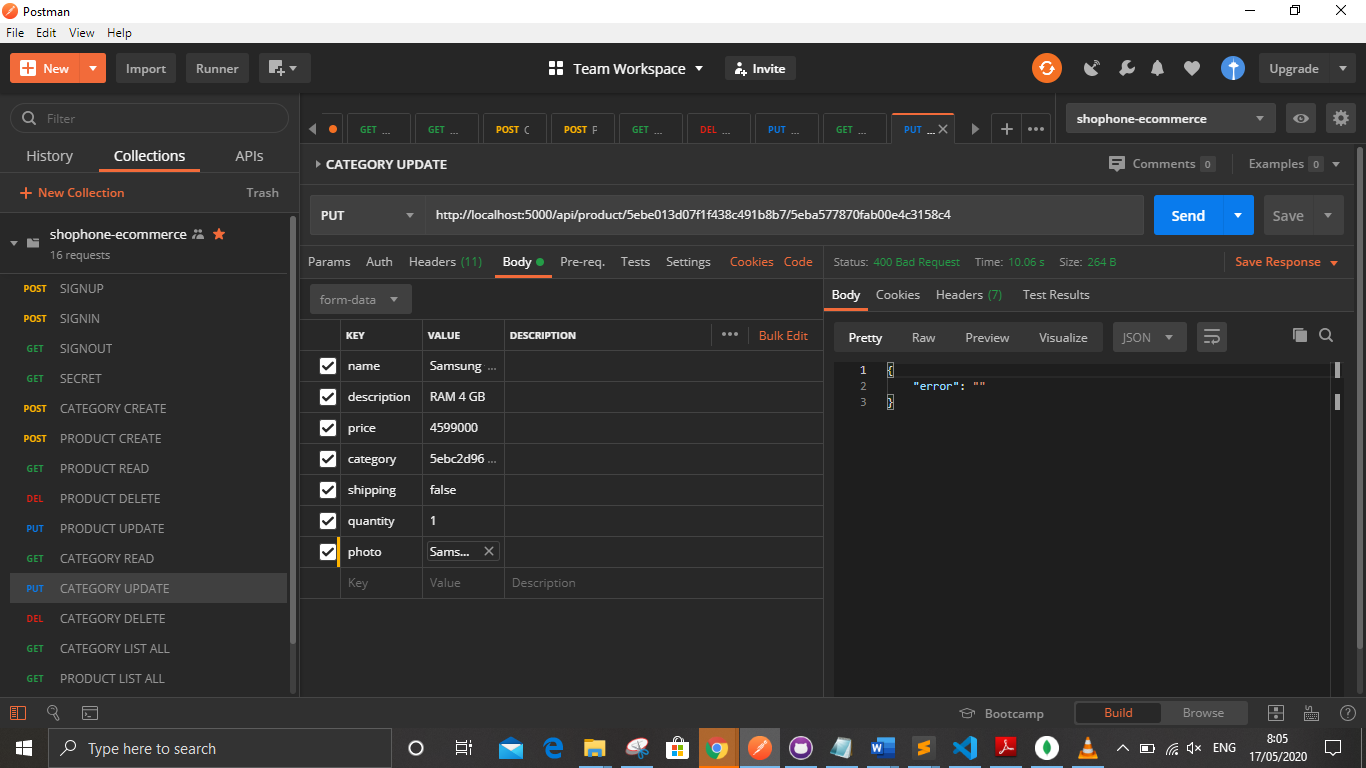 Postman
File Edit View Help
New Import Runner Team Workspace Invite Upgrade
Filter
GET ... GET ... POST C POST F GET ... DEL ... PUT ... GET ... PUT ... shophone-ecommerce
History Collections APIs
CATEGORY UPDATE Comments 0 Examples 0
New Collection Trash
PUT http://localhost:5000/api/product/5ebe013d07f1f438c491b8b7/5eba577870fab00e4c3158c4 Send Save
shophone-ecommerce
16 requests
Params Auth Headers (11) Body Pre-req. Tests Settings Cookies Code
Status: 400 Bad Request Time: 10.06 s Size: 264 B Save Response
POST SIGNUP
POST SIGNIN
GET SIGNOUT
GET SECRET
POST CATEGORY CREATE
POST PRODUCT CREATE
GET PRODUCT READ
DEL PRODUCT DELETE
PUT PRODUCT UPDATE
GET CATEGORY READ
PUT CATEGORY UPDATE
DEL CATEGORY DELETE
GET CATEGORY LIST ALL
GET PRODUCT LIST ALL
form-data
KEY VALUE DESCRIPTION Bulk Edit
name Samsung ...
description RAM 4 GB
price 4599000
category 5ebc2d96 ...
shipping false
quantity 1
photo Sams...
Key Value Description
Body Cookies Headers (7) Test Results
Pretty Raw Preview Visualize JSON
1 {
2 "error": ""
3 }
Bootcamp Build Browse
Type here to search
ENG
8:05
17/05/2020